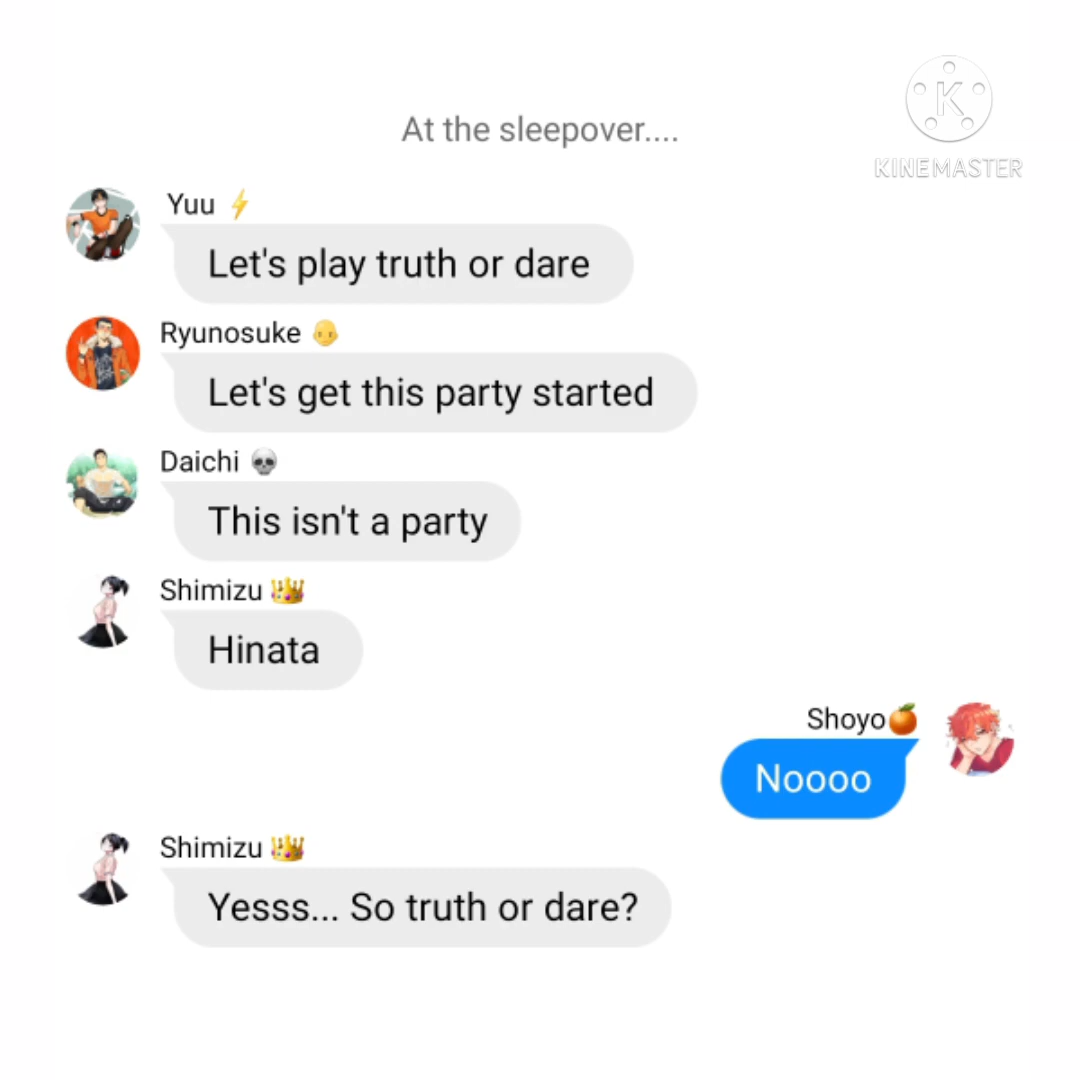 At the sleepover....
KINEMASTER
Yuu ⚡
Let's play truth or dare
Ryunosuke 👨‍🦲
Let's get this party started
Daichi 💀
This isn't a party
Shimizu 👑
Hinata
Shoyo🍊
Noooo
Shimizu 👑
Yesss... So truth or dare?